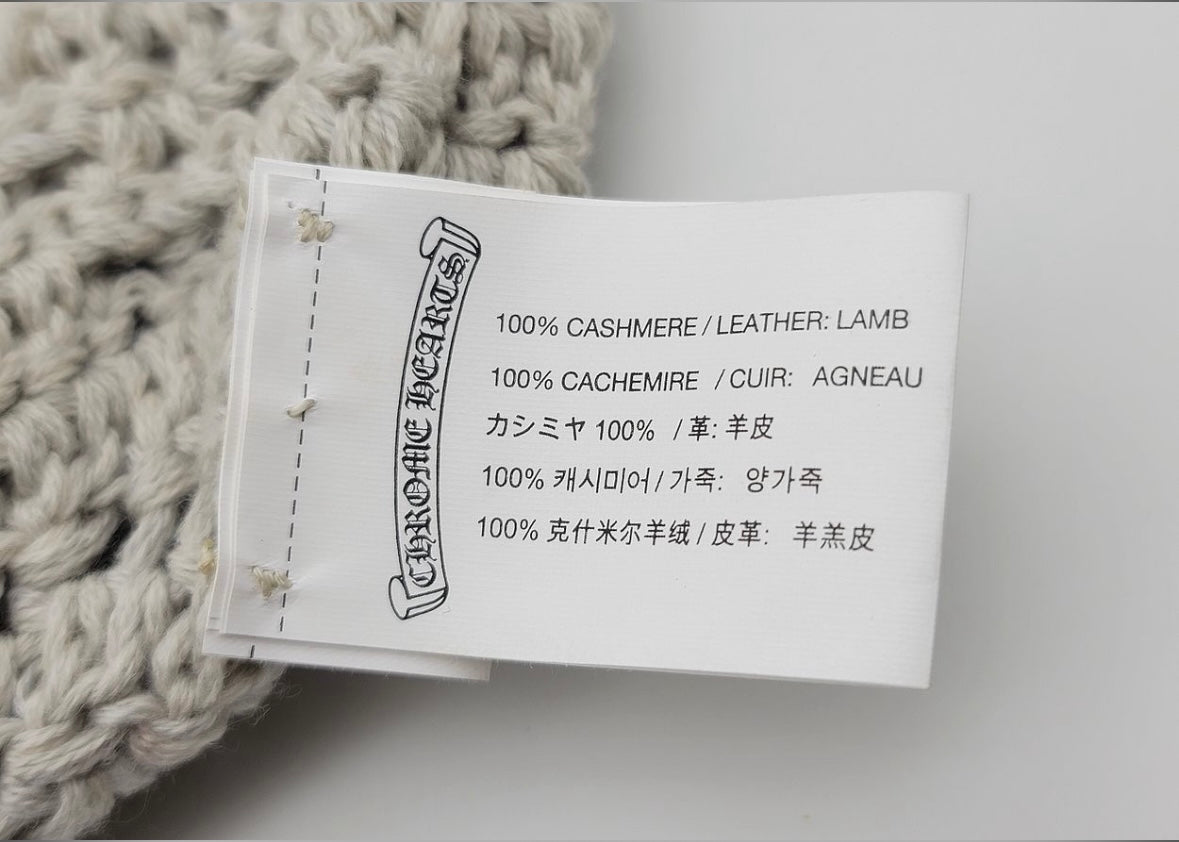 CHROME HEARTS
100% CASHMERE / LEATHER: LAMB
100% CACHEMIRE / CUIR: AGNEAU
カシミヤ 100% / 革: 羊皮
100% 캐시미어 / 가죽: 양가죽
100% 克什米尔羊绒 / 皮革: 羊羔皮